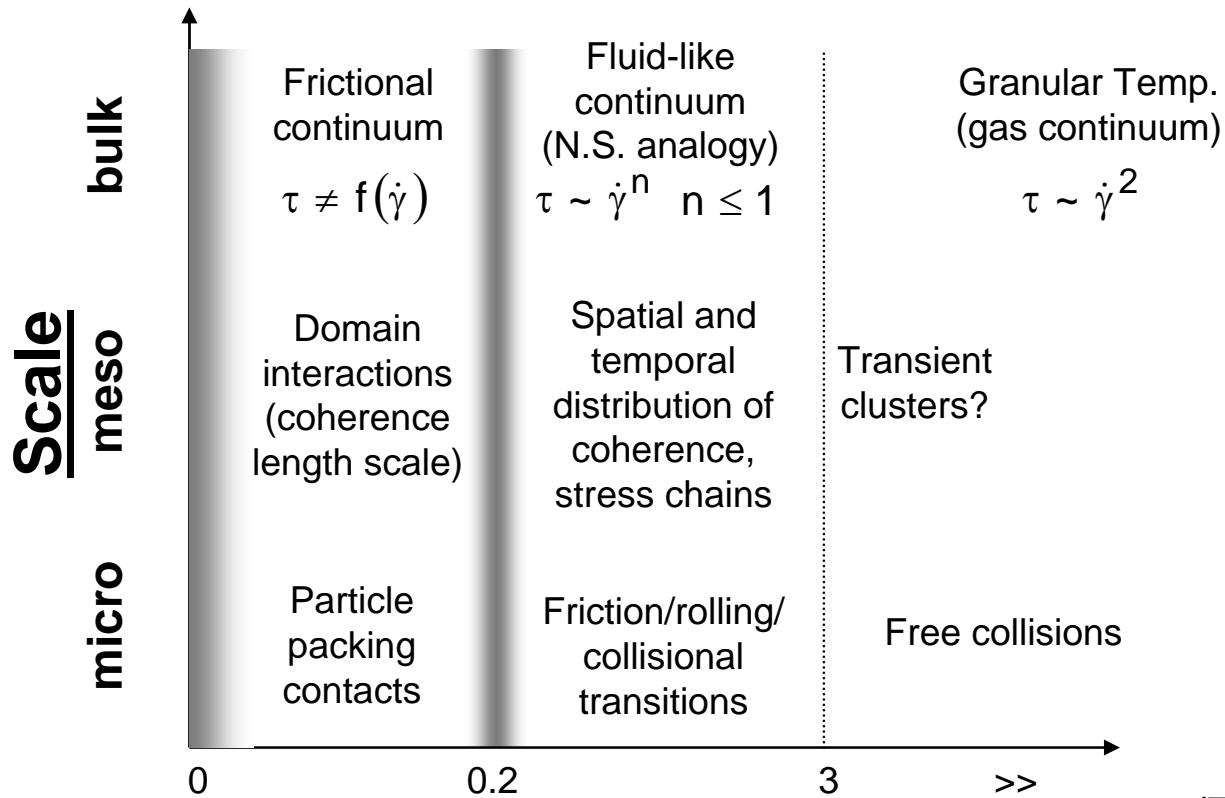 Scale
bulk
meso
micro
Frictional
continuum
τ ≠ f(γ̇)
Fluid-like
continuum
(N.S. analogy)
τ ~ γ̇^n n ≤ 1
Granular Temp.
(gas continuum)
τ ~ γ̇^2
Domain
interactions
(coherence
length scale)
Spatial and
temporal
distribution of
coherence,
stress chains
Transient
clusters?
Particle
packing
contacts
Friction/rolling/
collisional
transitions
Free collisions
0 0.2 3 >>